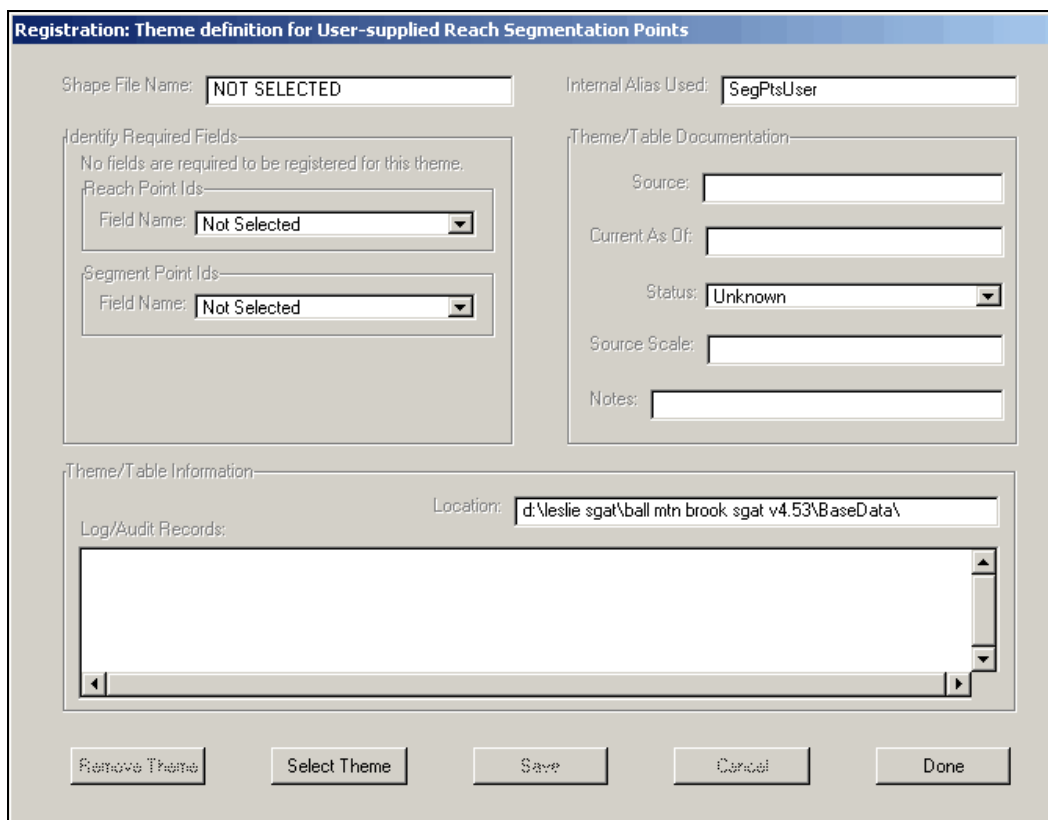 Registration: Theme definition for User-supplied Reach Segmentation Points
Shape File Name: NOT SELECTED
Internal Alias Used: SegPtsUser
Identify Required Fields
No fields are required to be registered for this theme.
Reach Point Ids
Field Name: Not Selected
Segment Point Ids
Field Name: Not Selected
Theme/Table Documentation
Source:
Current As Of:
Status: Unknown
Source Scale:
Notes:
Theme/Table Information
Location: d:\leslie sgat\ball mtn brook sgat v4.53\BaseData\
Log/Audit Records:
Remove Theme
Select Theme
Save
Cancel
Done